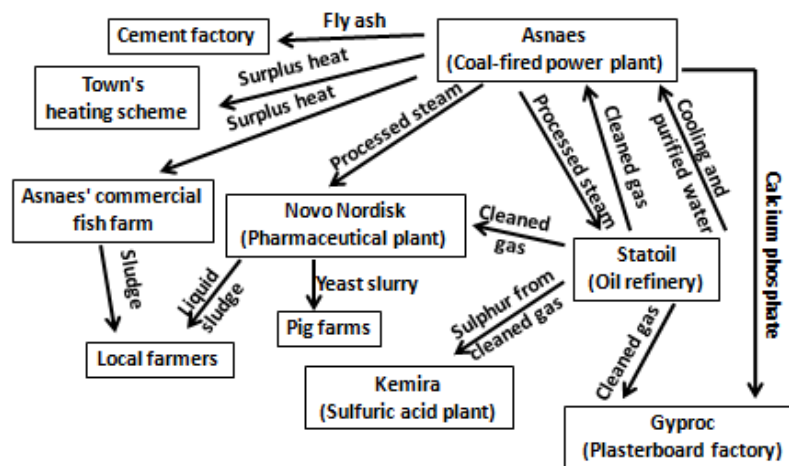 Fly ash
Cement factory
Asnaes
(Coal-fired power plant)
Surplus heat
Town's
heating scheme
Surplus heat
Processed steam
Processed steam
Cleaned gas
Cooling and
purified water
Calcium phosphate
Asnaes' commercial
fish farm
Novo Nordisk
(Pharmaceutical plant)
Cleaned
gas
Statoil
(Oil refinery)
Sludge
Liquid
sludge
Yeast slurry
Sulphur from
cleaned gas
Cleaned gas
Local farmers
Pig farms
Kemira
(Sulfuric acid plant)
Gyproc
(Plasterboard factory)